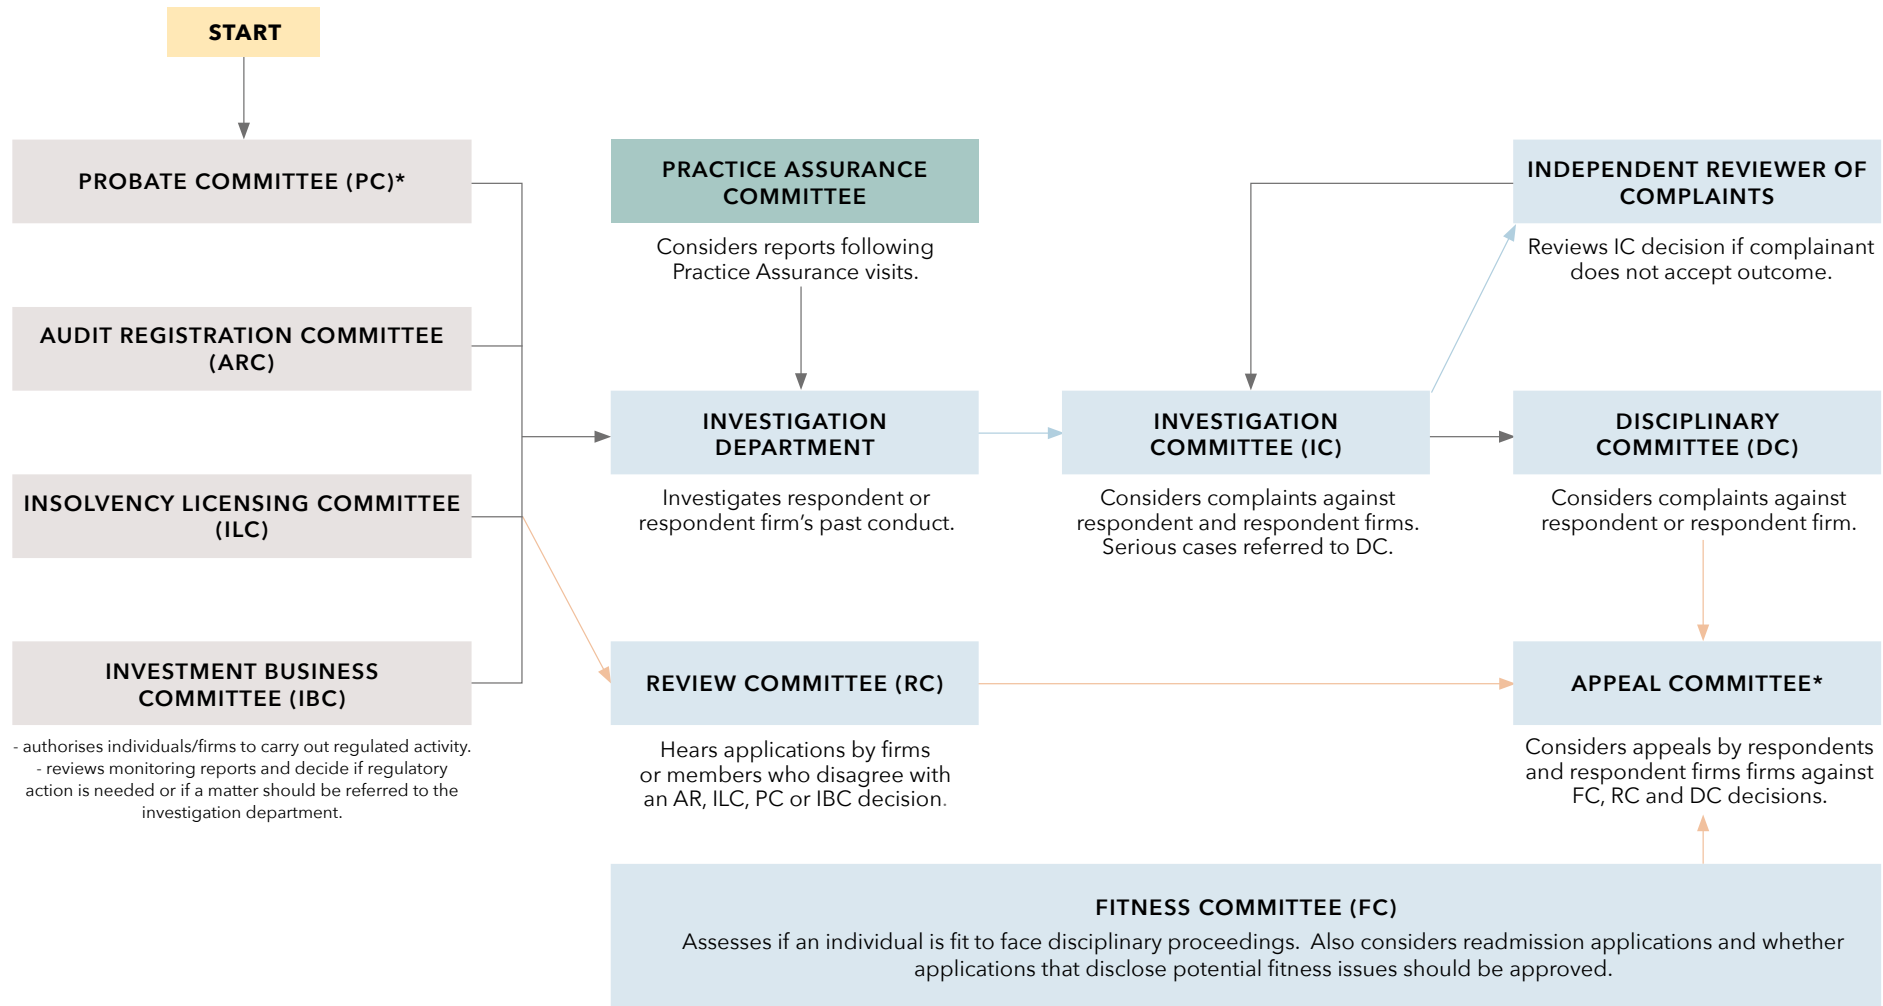 START
PROBATE COMMITTEE (PC)*
AUDIT REGISTRATION COMMITTEE
(ARC)
INSOLVENCY LICENSING COMMITTEE
(ILC)
INVESTMENT BUSINESS
COMMITTEE (IBC)
- authorises individuals/firms to carry out regulated activity.
- reviews monitoring reports and decide if regulatory
action is needed or if a matter should be referred to the
investigation department.
PRACTICE ASSURANCE
COMMITTEE
Considers reports following
Practice Assurance visits.
INVESTIGATION
DEPARTMENT
Investigates respondent or
respondent firm’s past conduct.
REVIEW COMMITTEE (RC)
Hears applications by firms
or members who disagree with
an AR, ILC, PC or IBC decision.
INVESTIGATION
COMMITTEE (IC)
Considers complaints against
respondent and respondent firms.
Serious cases referred to DC.
INDEPENDENT REVIEWER OF
COMPLAINTS
Reviews IC decision if complainant
does not accept outcome.
DISCIPLINARY
COMMITTEE (DC)
Considers complaints against
respondent or respondent firm.
APPEAL COMMITTEE*
Considers appeals by respondents
and respondent firms firms against
FC, RC and DC decisions.
FITNESS COMMITTEE (FC)
Assesses if an individual is fit to face disciplinary proceedings. Also considers readmission applications and whether
applications that disclose potential fitness issues should be approved.